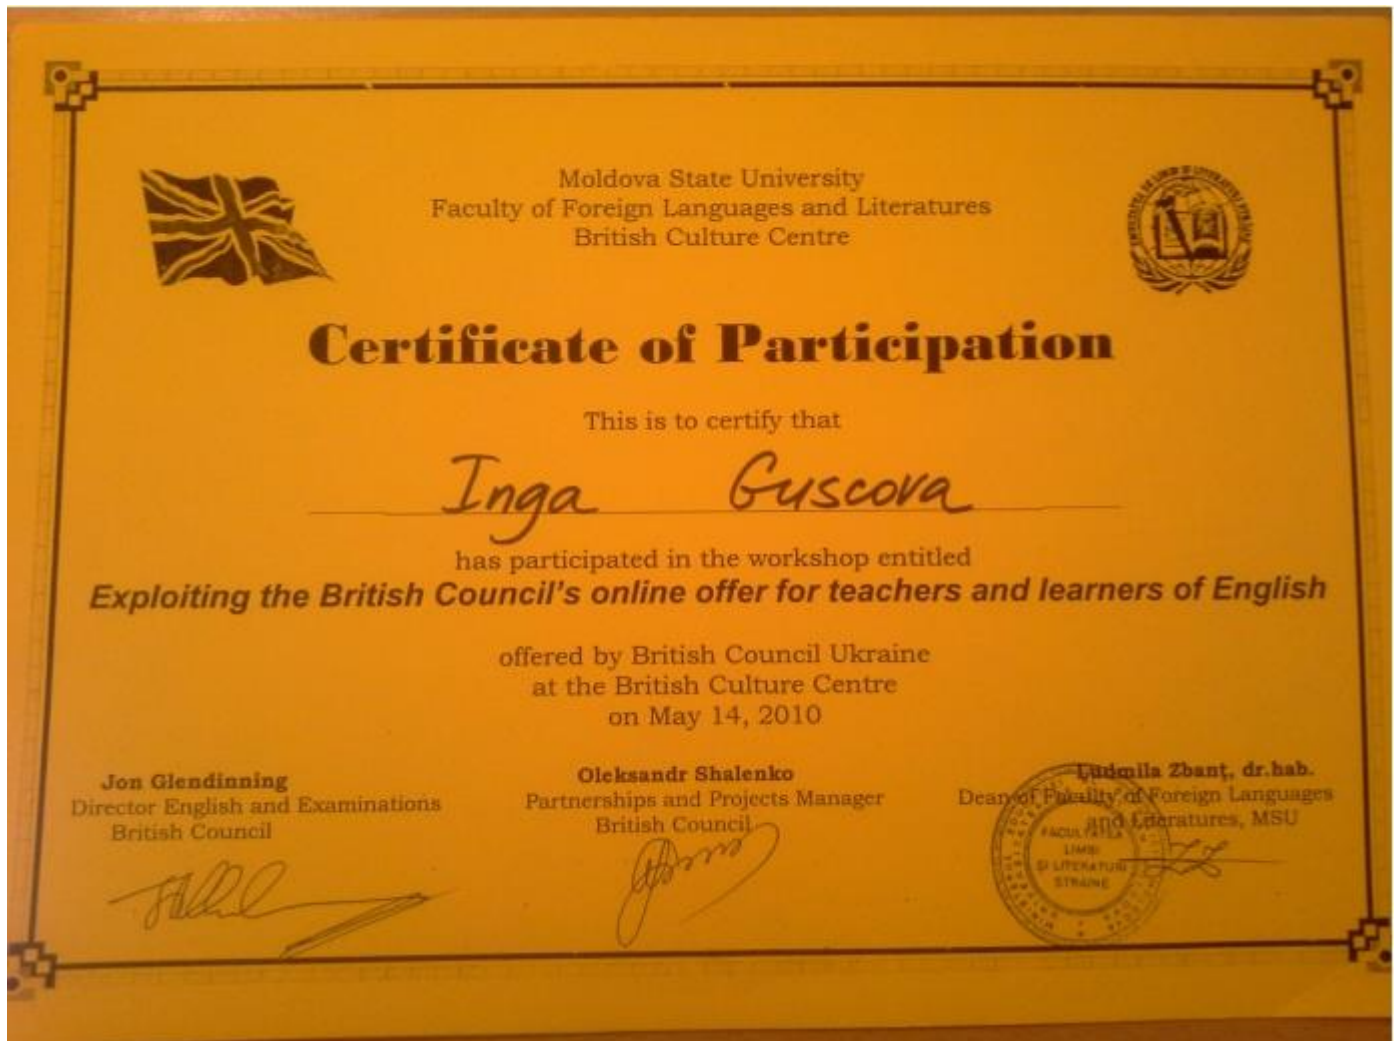 Moldova State University
Faculty of Foreign Languages and Literatures
British Culture Centre
Certificate of Participation
This is to certify that
Inga Guscova
has participated in the workshop entitled
Exploiting the British Council's online offer for teachers and learners of English
offered by British Council Ukraine
at the British Culture Centre
on May 14, 2010
Jon Glendinning
Director English and Examinations
British Council
Oleksandr Shalenko
Partnerships and Projects Manager
British Council
Ludmila Zbanţ, dr.hab.
Dean of Faculty of Foreign Languages
and Literatures, MSU
FACULTATEA
LIMBI
ŞI LITERATURI
STRĂINE